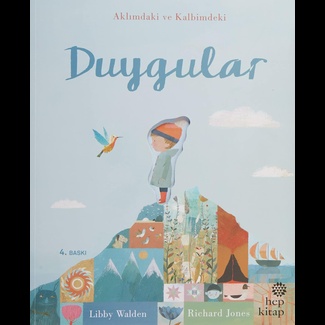 Aklımdaki ve Kalbimdeki
Duygular
4. BASKI
Libby Walden
Richard Jones
hep
kitap